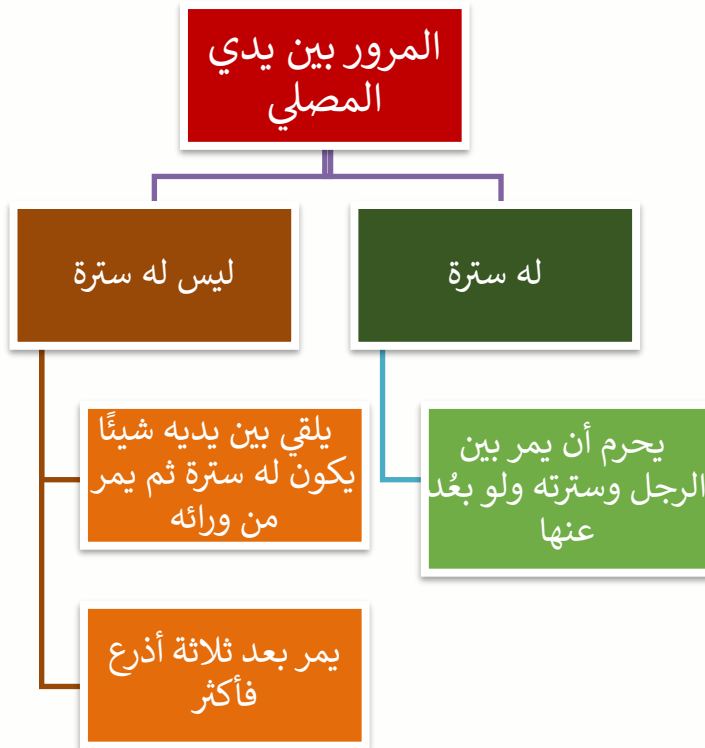 المرور بين يدي
المصلي
له سترة
ليس له سترة
يحرم أن يمر بين
الرجل وسترته ولو بعُد
عنها
يلقي بين يديه شيئًا
يكون له سترة ثم يمر
من ورائه
يمر بعد ثلاثة أذرع
فأكثر